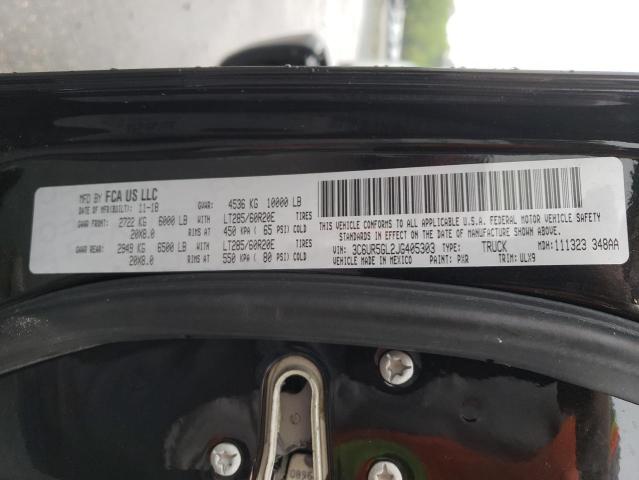 MFD BY FCA US LLC
DATE OF MFR(BUILT): 11-18 GVWR: 4536 KG 10000 LB
GAWR FRONT: 2722 KG 6000 LB WITH LT285/60R20E TIRES
20X8.0 RIMS AT 450 KPA ( 65 PSI) COLD
GAWR REAR: 2949 KG 6500 LB WITH LT285/60R20E TIRES
20X8.0 RIMS AT 550 KPA ( 80 PSI) COLD
THIS VEHICLE CONFORMS TO ALL APPLICABLE U.S.A. FEDERAL MOTOR VEHICLE SAFETY
STANDARDS IN EFFECT ON THE DATE OF MANUFACTURE SHOWN ABOVE.
VIN: 3C6UR5GL2JG405303 TYPE: TRUCK MDH: 111323 348AA
VEHICLE MADE IN MEXICO PAINT: PXR TRIM: ULX9